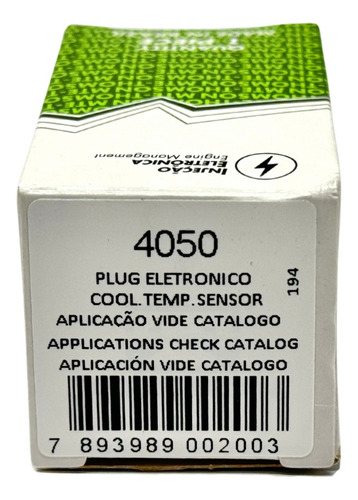 QUANTITY
INJEÇÃO
ELETRÔNICA
Engine Management
4050
PLUG ELETRONICO
COOL.TEMP.SENSOR
194
APLICAÇÃO VIDE CATALOGO
APPLICATIONS CHECK CATALOG
APLICACIÓN VIDE CATALOGO
7 893989 002003